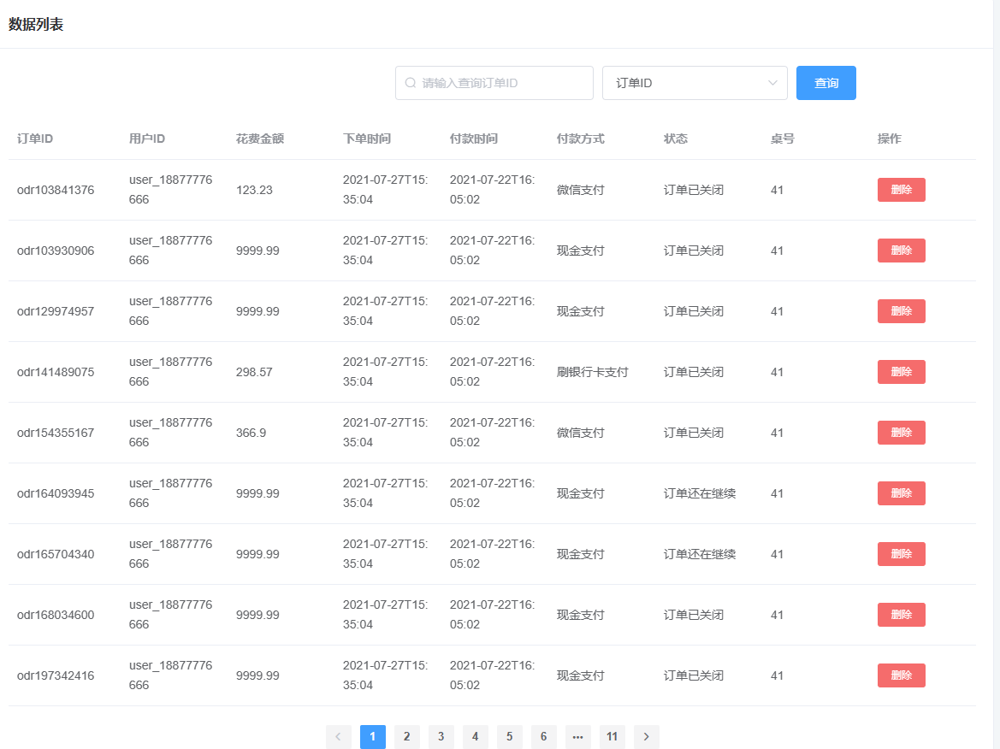 数据列表
请输入查询订单ID 订单ID 查询
订单ID 用户ID 花费金额 下单时间 付款时间 付款方式 状态 桌号 操作
odr103841376 user_18877776666 123.23 2021-07-27T15:35:04 2021-07-22T16:05:02 微信支付 订单已关闭 41 删除
odr103930906 user_18877776666 9999.99 2021-07-27T15:35:04 2021-07-22T16:05:02 现金支付 订单已关闭 41 删除
odr129974957 user_18877776666 9999.99 2021-07-27T15:35:04 2021-07-22T16:05:02 现金支付 订单已关闭 41 删除
odr141489075 user_18877776666 298.57 2021-07-27T15:35:04 2021-07-22T16:05:02 刷银行卡支付 订单已关闭 41 删除
odr154355167 user_18877776666 366.9 2021-07-27T15:35:04 2021-07-22T16:05:02 微信支付 订单已关闭 41 删除
odr164093945 user_18877776666 9999.99 2021-07-27T15:35:04 2021-07-22T16:05:02 现金支付 订单还在继续 41 删除
odr165704340 user_18877776666 9999.99 2021-07-27T15:35:04 2021-07-22T16:05:02 现金支付 订单还在继续 41 删除
odr168034600 user_18877776666 9999.99 2021-07-27T15:35:04 2021-07-22T16:05:02 现金支付 订单已关闭 41 删除
odr197342416 user_18877776666 9999.99 2021-07-27T15:35:04 2021-07-22T16:05:02 现金支付 订单已关闭 41 删除
1 2 3 4 5 6 ••• 11